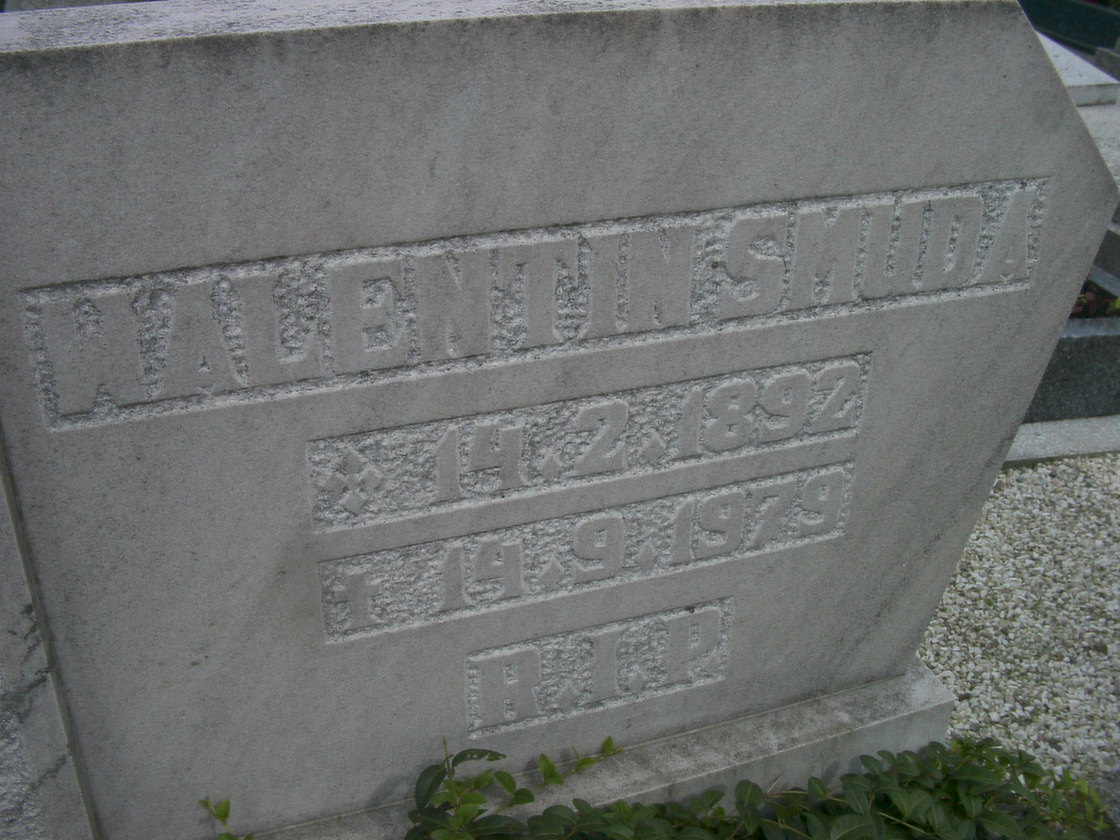 WALENTIN SMUDA
14.2.1892
† 14.9.1979
R.I.P.